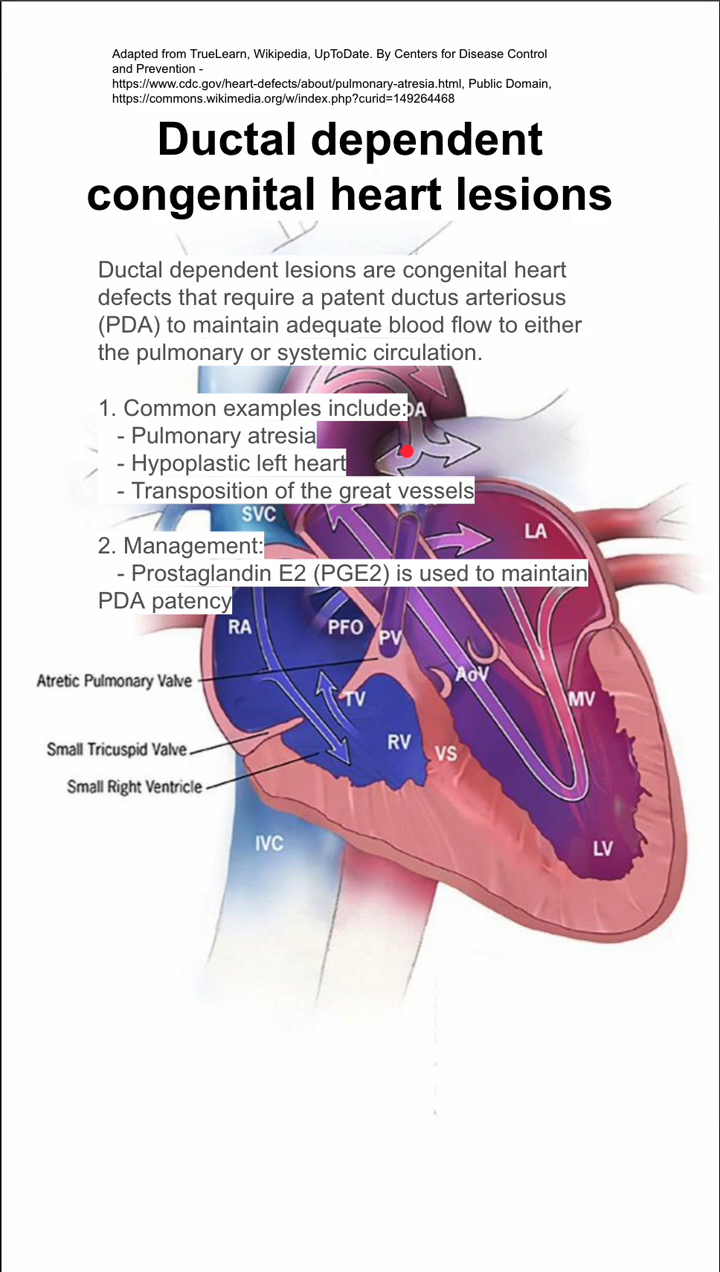 Adapted from TrueLearn, Wikipedia, UpToDate. By Centers for Disease Control
and Prevention -
https://www.cdc.gov/heart-defects/about/pulmonary-atresia.html, Public Domain,
https://commons.wikimedia.org/w/index.php?curid=149264468
Ductal dependent
congenital heart lesions
Ductal dependent lesions are congenital heart
defects that require a patent ductus arteriosus
(PDA) to maintain adequate blood flow to either
the pulmonary or systemic circulation.
1. Common examples include:
- Pulmonary atresia
- Hypoplastic left heart
- Transposition of the great vessels
SVC
LA
2. Management:
- Prostaglandin E2 (PGE2) is used to maintain
PDA patency
RA
PFO
PV
Atretic Pulmonary Valve
AoV
TV
MV
Small Tricuspid Valve
RV
VS
Small Right Ventricle
IVC
LV